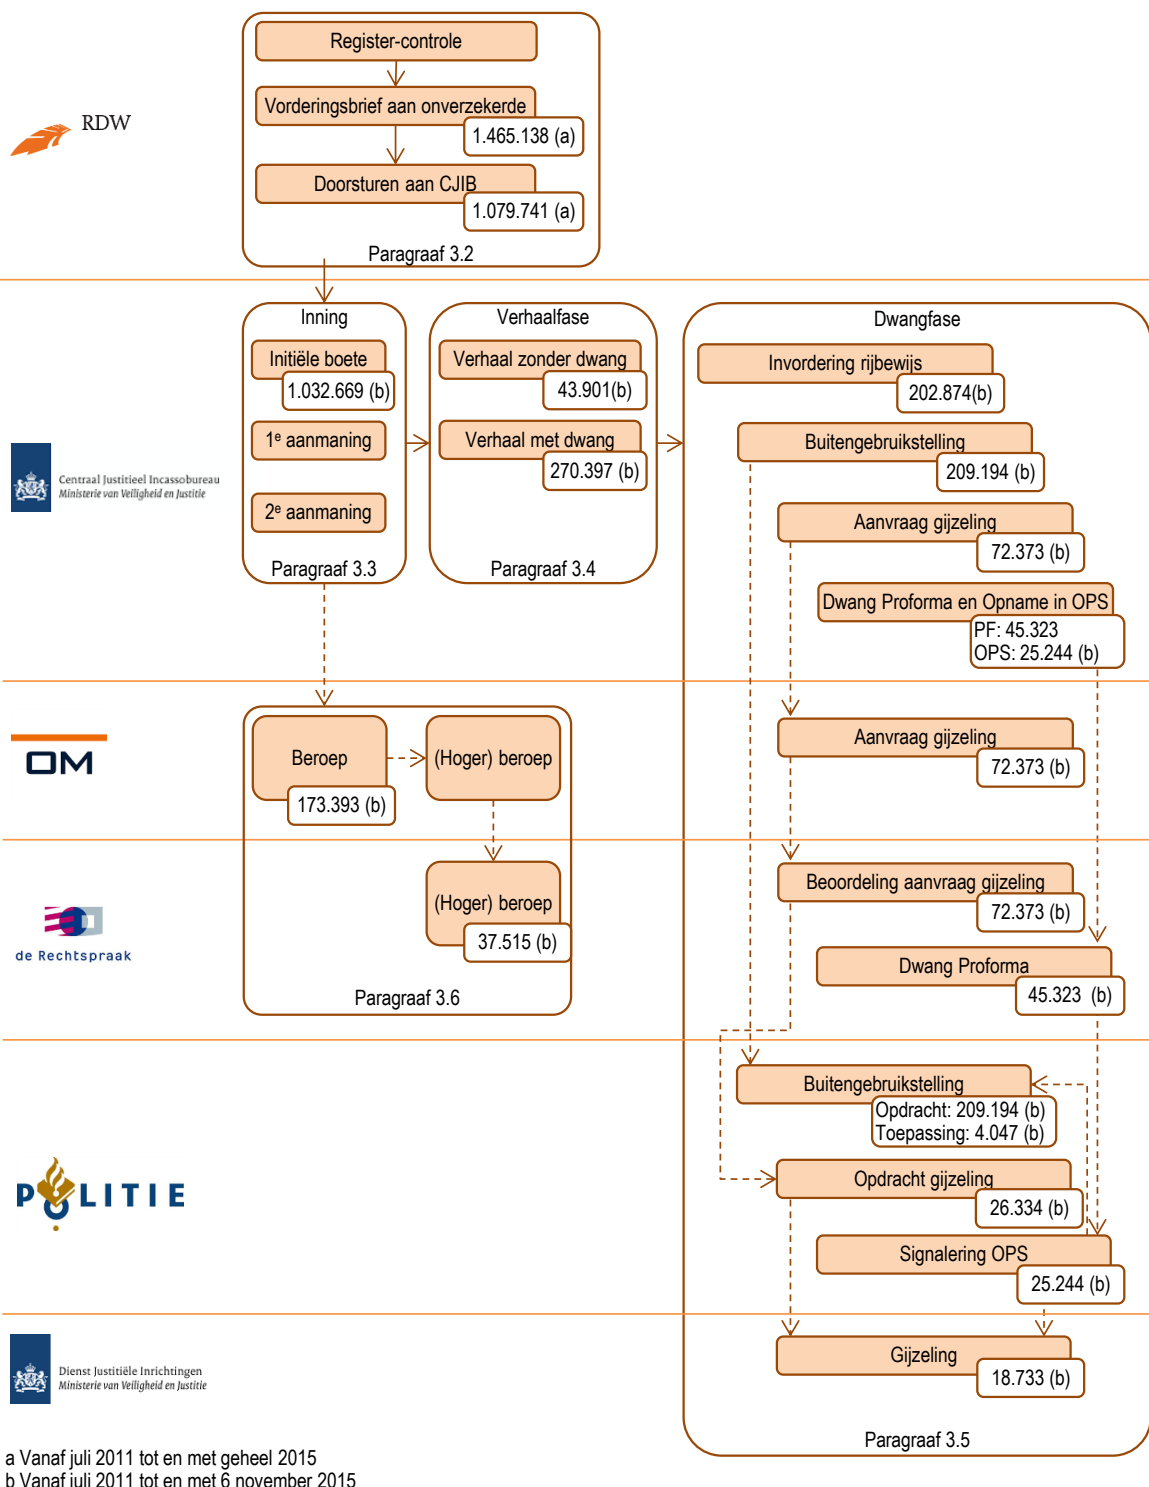 Register-controle
RDW
Vorderingsbrief aan onverzekerde
1.465.138 (a)
Doorsturen aan CJIB
1.079.741 (a)
Paragraaf 3.2
Inning
Initiële boete
1.032.669 (b)
1e aanmaning
2e aanmaning
Paragraaf 3.3
Verhaalfase
Verhaal zonder dwang
43.901(b)
Verhaal met dwang
270.397 (b)
Paragraaf 3.4
Dwangfase
Invordering rijbewijs
202.874(b)
Buitengebruikstelling
209.194 (b)
Aanvraag gijzeling
72.373 (b)
Dwang Proforma en Opname in OPS
PF: 45.323
OPS: 25.244 (b)
Centraal Justitieel Incassobureau
Ministerie van Veiligheid en Justitie
OM
Beroep
173.393 (b)
(Hoger) beroep
Aanvraag gijzeling
72.373 (b)
de Rechtspraak
(Hoger) beroep
37.515 (b)
Paragraaf 3.6
Beoordeling aanvraag gijzeling
72.373 (b)
Dwang Proforma
45.323 (b)
POLITIE
Buitengebruikstelling
Opdracht: 209.194 (b)
Toepassing: 4.047 (b)
Opdracht gijzeling
26.334 (b)
Signalering OPS
25.244 (b)
Dienst Justitiële Inrichtingen
Ministerie van Veiligheid en Justitie
Gijzeling
18.733 (b)
Paragraaf 3.5
a Vanaf juli 2011 tot en met geheel 2015
b Vanaf juli 2011 tot en met 6 november 2015